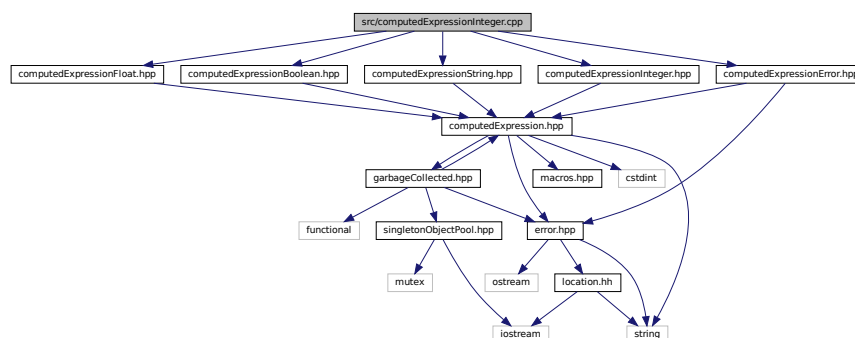 src/computedExpressionInteger.cpp
computedExpressionFloat.hpp
computedExpressionBoolean.hpp
computedExpressionString.hpp
computedExpressionInteger.hpp
computedExpressionError.hpp
computedExpression.hpp
garbageCollected.hpp
macros.hpp
cstdint
functional
singletonObjectPool.hpp
error.hpp
mutex
ostream
location.hh
iostream
string